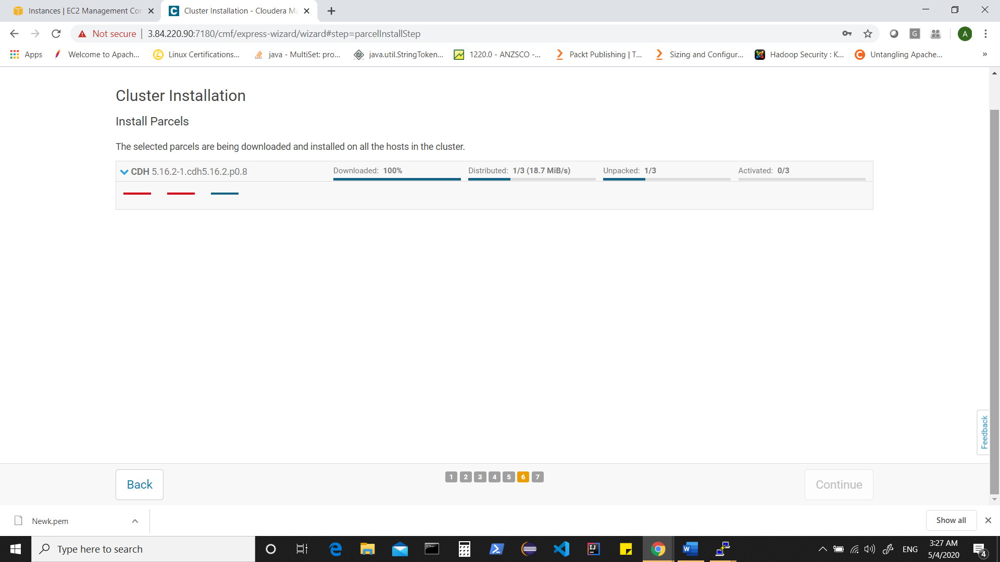 Instances | EC2 Management Con
Cluster Installation - Cloudera Ma
Not secure
3.84.220.90:7180/cmf/express-wizard/wizard#step=parcelInstallStep
G
A
Apps
Welcome to Apach...
Linux Certifications...
java - MultiSet: pro...
java.util.StringToken...
1220.0 - ANZSCO -...
Packt Publishing | T...
Sizing and Configur...
Hadoop Security : K...
Untangling Apache...
»
Cluster Installation
Install Parcels
The selected parcels are being downloaded and installed on all the hosts in the cluster.
CDH 5.16.2-1.cdh5.16.2.p0.8
Downloaded: 100%
Distributed: 1/3 (18.7 MiB/s)
Unpacked: 1/3
Activated: 0/3
Feedback
Back
1 2 3 4 5 6 7
Continue
Newk.pem
Show all
Type here to search
ENG
3:27 AM
5/4/2020
4